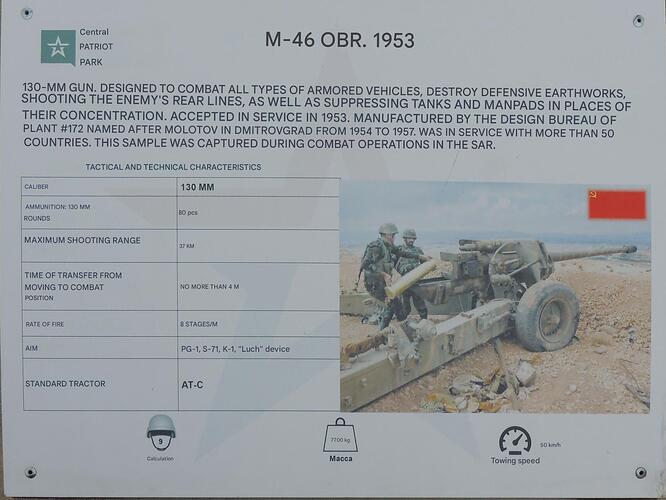 Central
PATRIOT
PARK
M-46 OBR. 1953
130-MM GUN. DESIGNED TO COMBAT ALL TYPES OF ARMORED VEHICLES, DESTROY DEFENSIVE EARTHWORKS,
SHOOTING THE ENEMY'S REAR LINES, AS WELL AS SUPPRESSING TANKS AND MANPADS IN PLACES OF
THEIR CONCENTRATION. ACCEPTED IN SERVICE IN 1953. MANUFACTURED BY THE DESIGN BUREAU OF
PLANT #172 NAMED AFTER MOLOTOV IN DMITROVGRAD FROM 1954 TO 1957. WAS IN SERVICE WITH MORE THAN 50
COUNTRIES. THIS SAMPLE WAS CAPTURED DURING COMBAT OPERATIONS IN THE SAR.
TACTICAL AND TECHNICAL CHARACTERISTICS
CALIBER 130 MM
AMMUNITION: 130 MM
ROUNDS 80 pcs
MAXIMUM SHOOTING RANGE 37 KM
TIME OF TRANSFER FROM
MOVING TO COMBAT
POSITION NO MORE THAN 4 M
RATE OF FIRE 8 STAGES/M
AIM PG-1, S-71, K-1, "Luch" device
STANDARD TRACTOR AT-C
9
Calculation
7700 kg
Macca
50 km/h
Towing speed